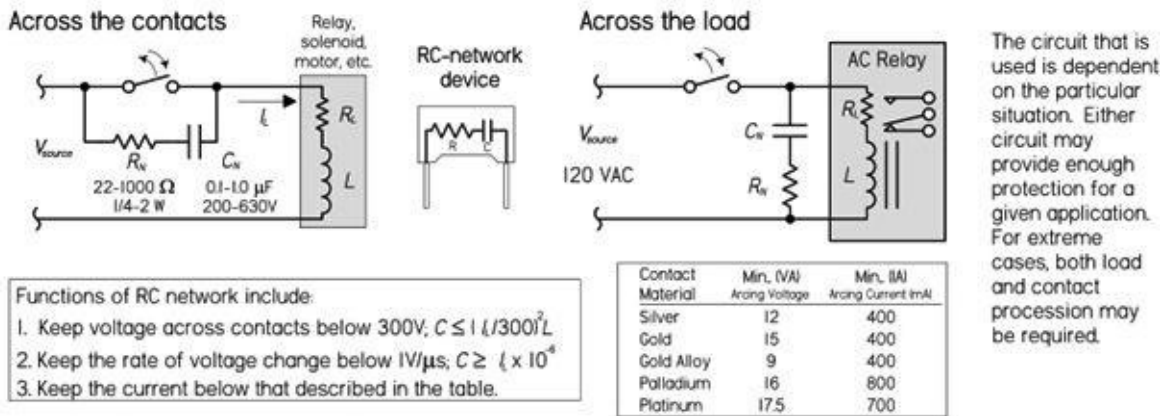 Across the contacts
Relay,
solenoid,
motor, etc.
I_L
R_L
L
V_source
R_N
C_N
22-1000 Ω
0.1-1.0 µF
1/4-2 W
200-630V
RC-network
device
R
C
Across the load
AC Relay
R_L
C_N
V_source
120 VAC
R_N
L
The circuit that is
used is dependent
on the particular
situation. Either
circuit may
provide enough
protection for a
given application.
For extreme
cases, both load
and contact
procession may
be required.
Functions of RC network include:
1. Keep voltage across contacts below 300V; C ≤ ( I_L/300)²L
2. Keep the rate of voltage change below 1V/µs; C ≥ I_L x 10⁻⁶
3. Keep the current below that described in the table.
Contact Min., (VA) Min., (IA)
Material Arcing Voltage Arcing Current (mA)
Silver 12 400
Gold 15 400
Gold Alloy 9 400
Palladium 16 800
Platinum 17.5 700